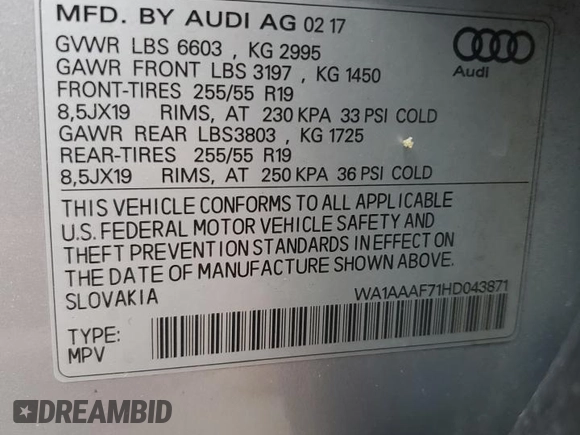 MFD. BY AUDI AG 02 17
GVWR LBS 6603 , KG 2995
GAWR FRONT LBS 3197 , KG 1450
FRONT-TIRES 255/55 R19
8,5JX19 RIMS, AT 230 KPA 33 PSI COLD
GAWR REAR LBS3803 , KG 1725
REAR-TIRES 255/55 R19
8,5JX19 RIMS, AT 250 KPA 36 PSI COLD
Audi
THIS VEHICLE CONFORMS TO ALL APPLICABLE
U.S. FEDERAL MOTOR VEHICLE SAFETY AND
THEFT PREVENTION STANDARDS IN EFFECT ON
THE DATE OF MANUFACTURE SHOWN ABOVE.
SLOVAKIA WA1AAAF71HD043871
TYPE:
MPV
DREAMBID